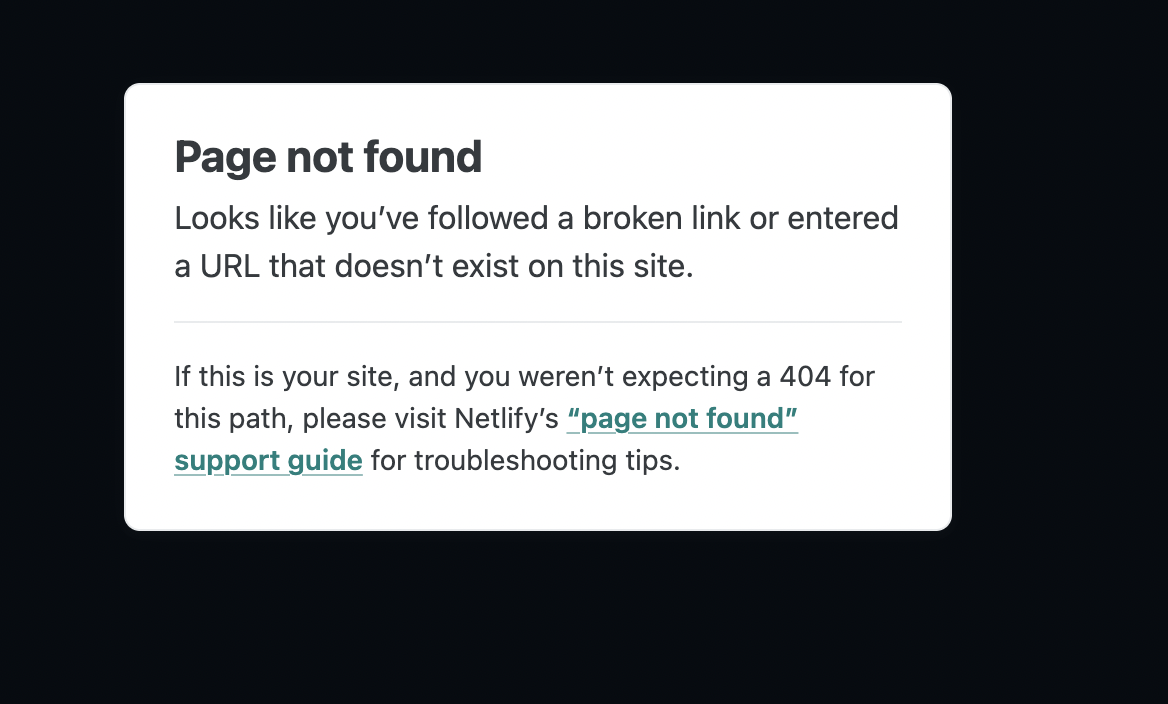 Page not found
Looks like you’ve followed a broken link or entered
a URL that doesn’t exist on this site.
If this is your site, and you weren’t expecting a 404 for
this path, please visit Netlify’s “page not found”
support guide for troubleshooting tips.